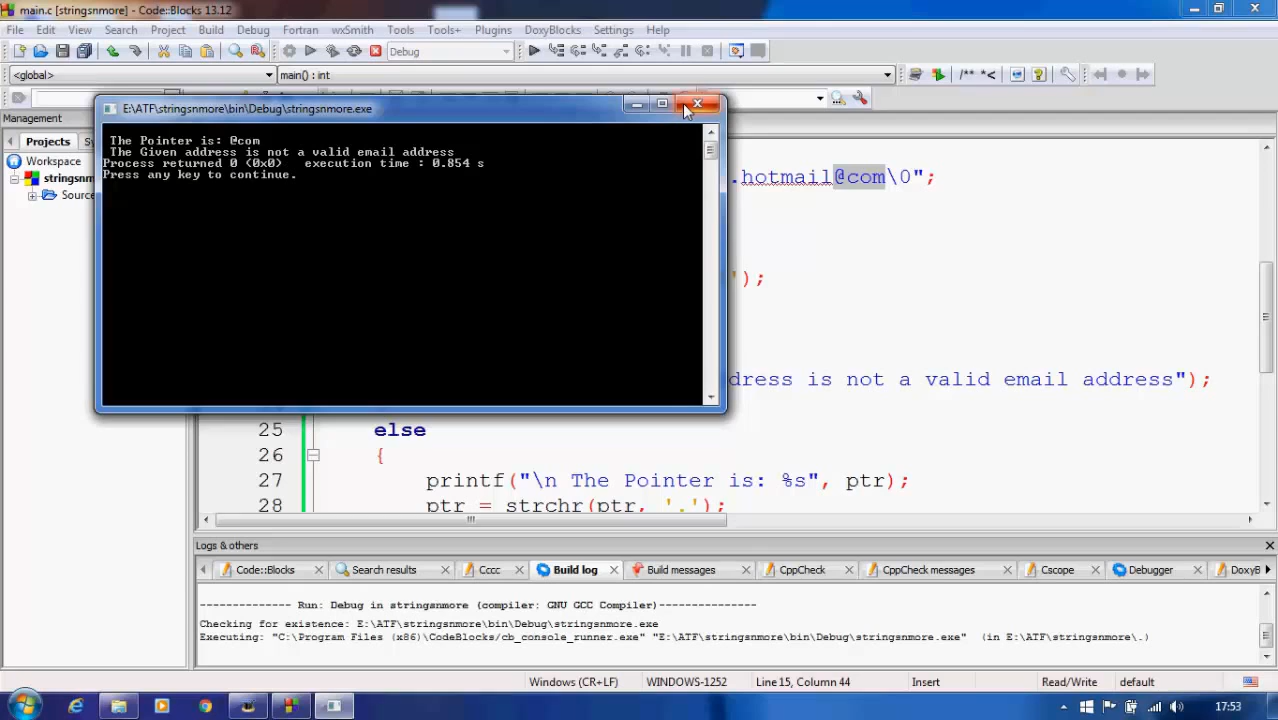 main.c [stringsnmore] - Code::Blocks 13.12
File Edit View Search Project Build Debug Fortran wxSmith Tools Tools+ Plugins DoxyBlocks Settings Help
Debug
<global> main() : int
/** *<
Management
Projects Sy
Workspace
stringsnm
Source
E:\ATF\stringsnmore\bin\Debug\stringsnmore.exe
The Pointer is: @com
The Given address is not a valid email address
Process returned 0 (0x0) execution time : 0.854 s
Press any key to continue.
.hotmail@com\0";
');
dress is not a valid email address");
25 else
26 {
27 printf("\n The Pointer is: %s", ptr);
28 ptr = strchr(ptr, '.');
Logs & others
Code::Blocks Search results Cccc Build log Build messages CppCheck CppCheck messages Cscope Debugger DoxyB
-------------- Run: Debug in stringsnmore (compiler: GNU GCC Compiler)---------------
Checking for existence: E:\ATF\stringsnmore\bin\Debug\stringsnmore.exe
Executing: "C:\Program Files (x86)\CodeBlocks/cb_console_runner.exe" "E:\ATF\stringsnmore\bin\Debug\stringsnmore.exe" (in E:\ATF\stringsnmore\.)
Windows (CR+LF) WINDOWS-1252 Line 15, Column 44 Insert Read/Write default
17:53